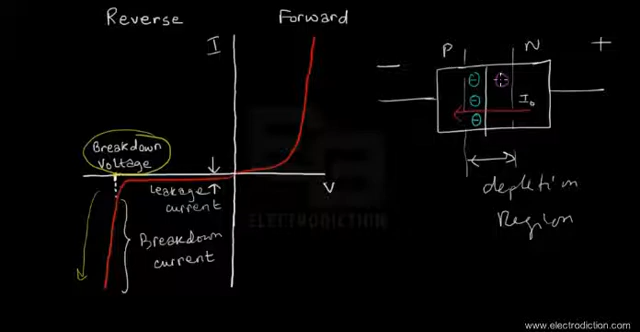 Reverse
Forward
I
Breakdown
Voltage
Leakage
current
V
Breakdown
current
ELECTRODICTION
P
N
−
+
I₀
depletion
Region
www.electrodiction.com